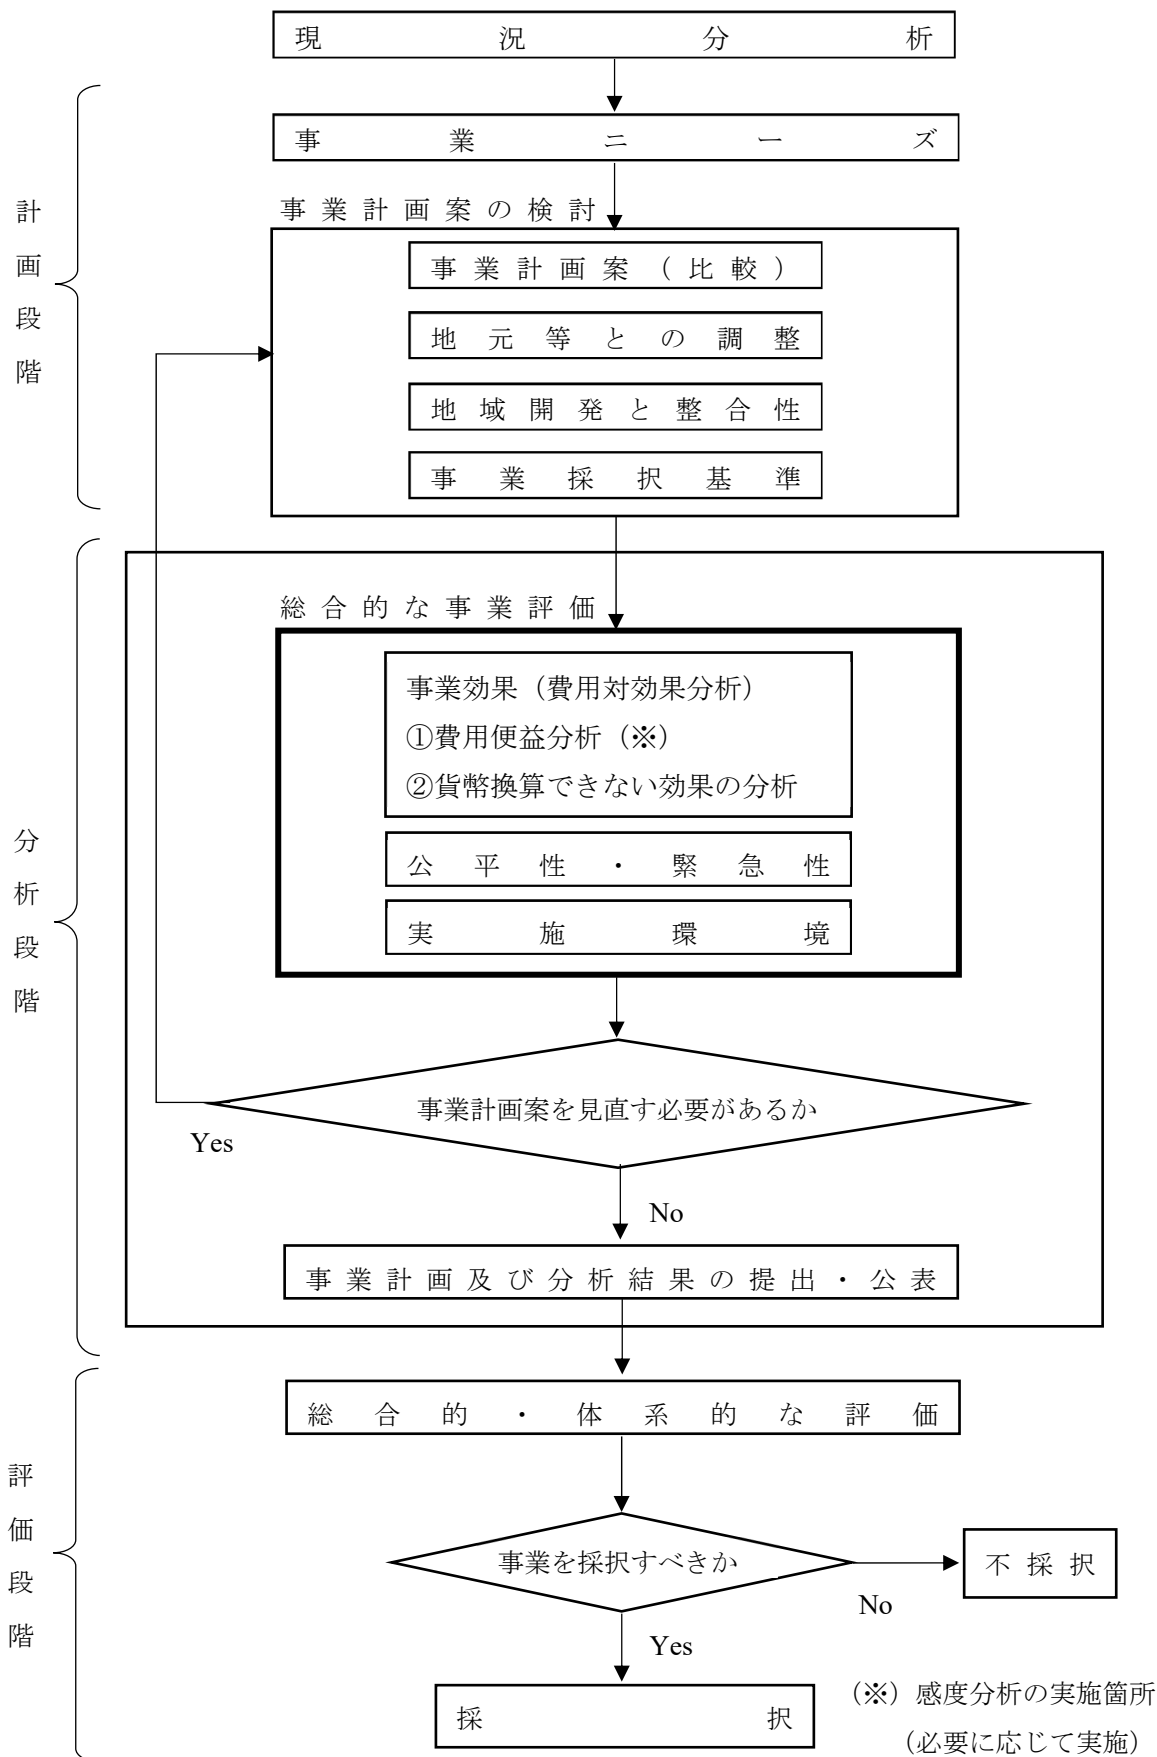 現況分析
事業ニーズ
計画段階
事業計画案の検討
事業計画案(比較)
地元等との調整
地域開発と整合性
事業採択基準
分析段階
総合的な事業評価
事業効果(費用対効果分析)
①費用便益分析(※)
②貨幣換算できない効果の分析
公平性・緊急性
実施環境
事業計画案を見直す必要があるか
Yes
No
事業計画及び分析結果の提出・公表
評価段階
総合的・体系的な評価
事業を採択すべきか
不採択
No
Yes
採択
(※)感度分析の実施箇所
(必要に応じて実施)